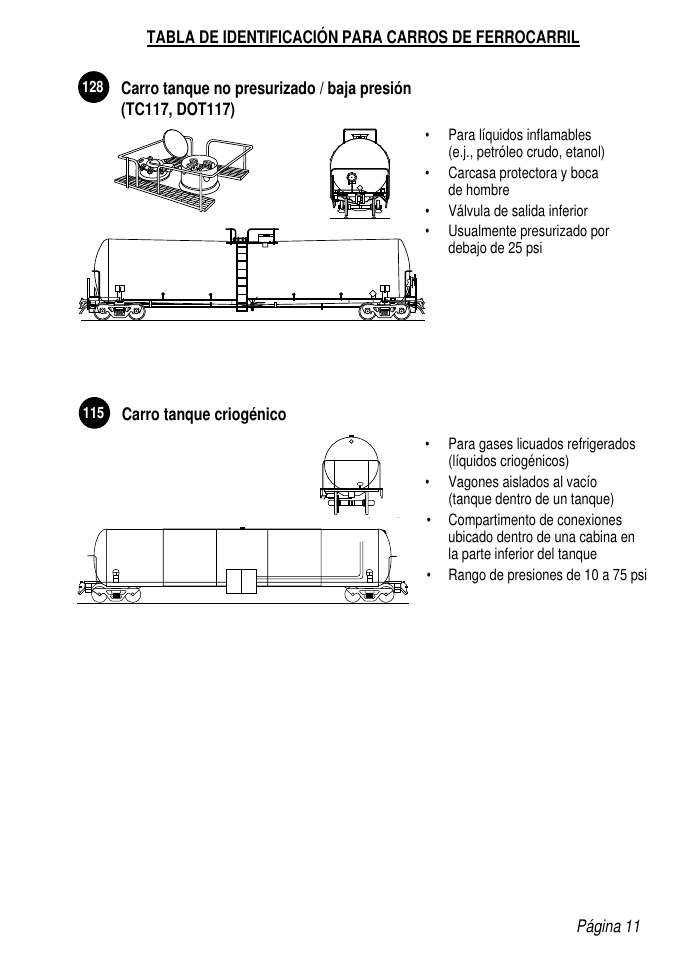 TABLA DE IDENTIFICACIÓN PARA CARROS DE FERROCARRIL
128 Carro tanque no presurizado / baja presión
(TC117, DOT117)
• Para líquidos inflamables
(e.j., petróleo crudo, etanol)
• Carcasa protectora y boca
de hombre
• Válvula de salida inferior
• Usualmente presurizado por
debajo de 25 psi
115 Carro tanque criogénico
• Para gases licuados refrigerados
(líquidos criogénicos)
• Vagones aislados al vacío
(tanque dentro de un tanque)
• Compartimento de conexiones
ubicado dentro de una cabina en
la parte inferior del tanque
• Rango de presiones de 10 a 75 psi
Página 11